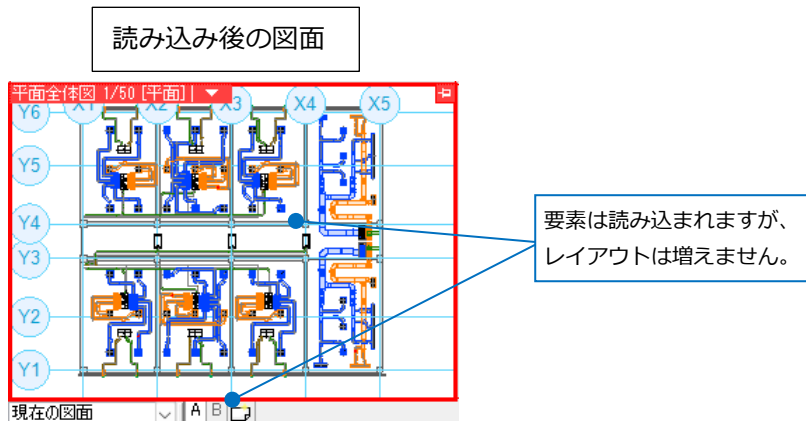 読み込み後の図面
平面全体図 1/50 [平面] | ▼
X1 X2 X3 X4 X5
Y6
Y5
Y4
Y3
Y2
Y1
要素は読み込まれますが、
レイアウトは増えません。
現在の図面 A B